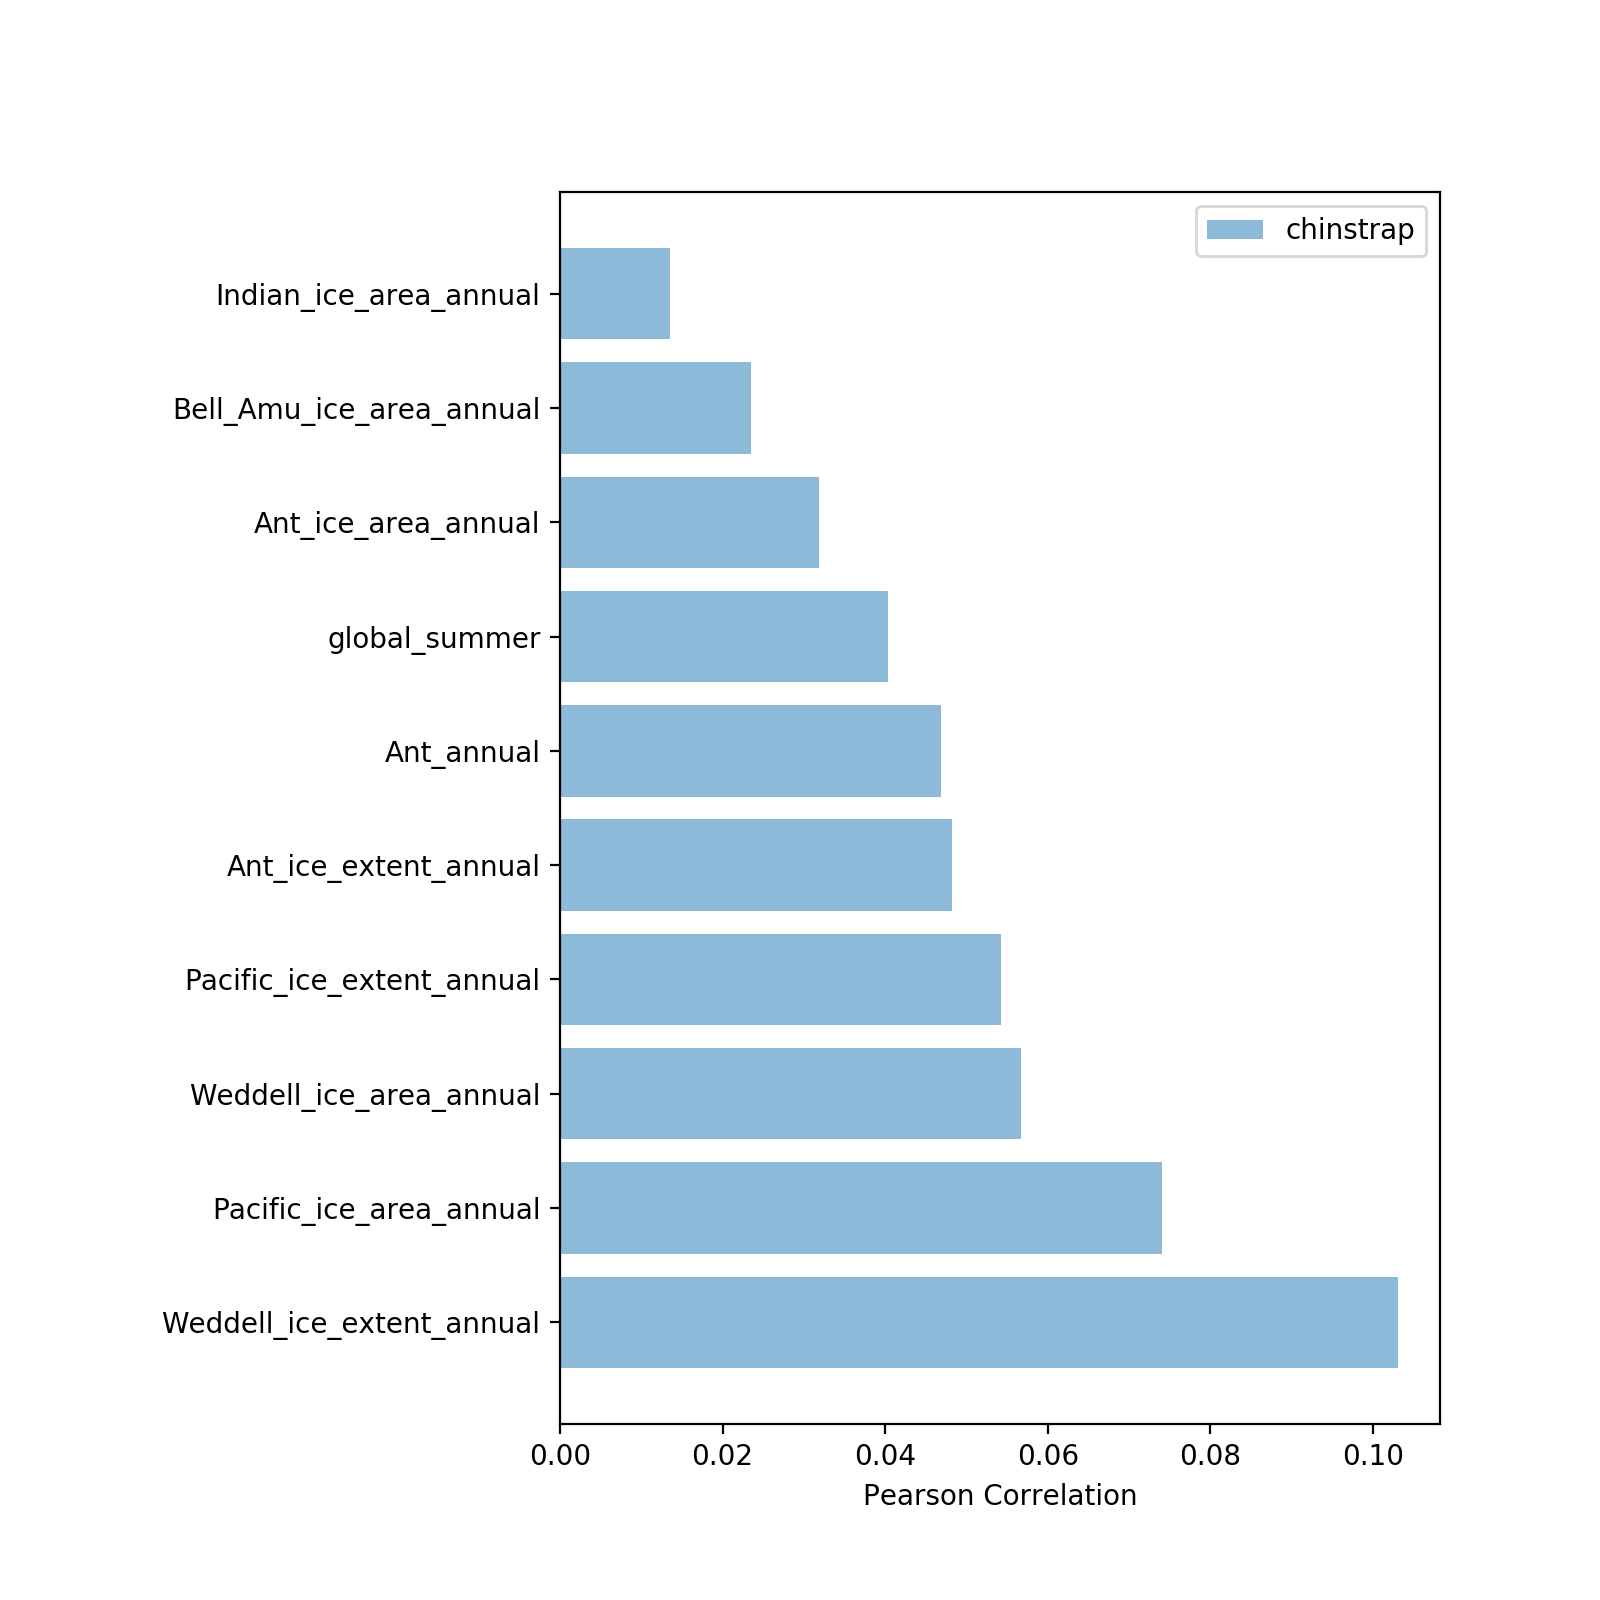 chinstrap
Indian_ice_area_annual
Bell_Amu_ice_area_annual
Ant_ice_area_annual
global_summer
Ant_annual
Ant_ice_extent_annual
Pacific_ice_extent_annual
Weddell_ice_area_annual
Pacific_ice_area_annual
Weddell_ice_extent_annual
0.00 0.02 0.04 0.06 0.08 0.10
Pearson Correlation